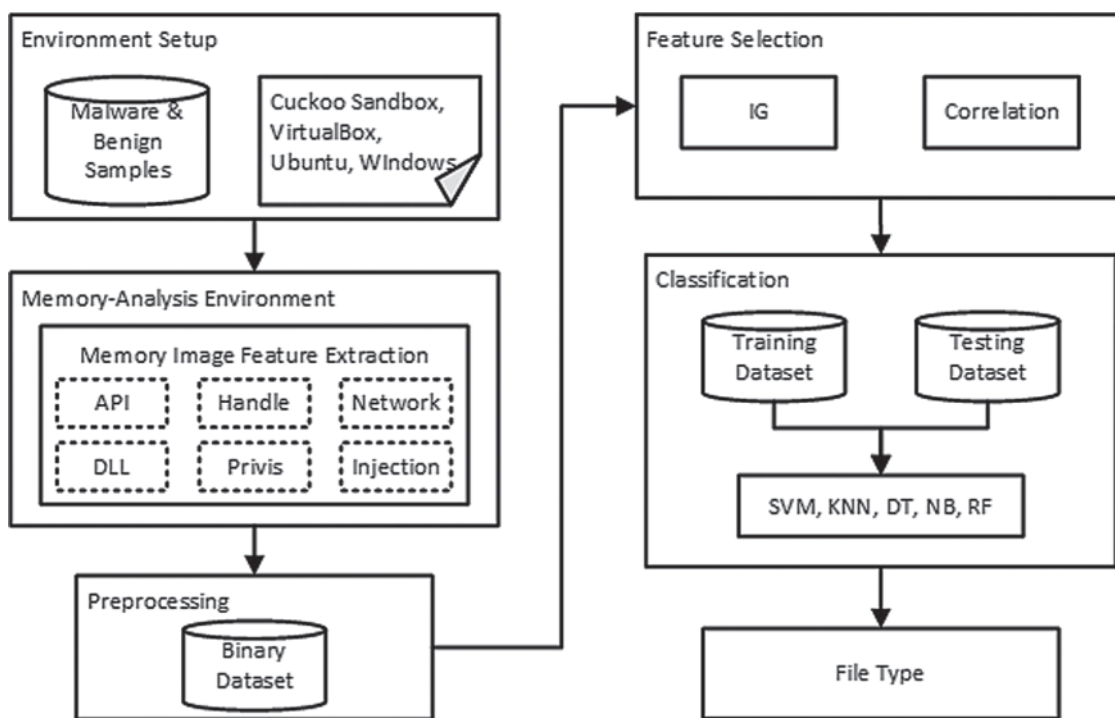 Environment Setup
Malware &
Benign
Samples
Cuckoo Sandbox,
VirtualBox,
Ubuntu, WIndows
Memory-Analysis Environment
Memory Image Feature Extraction
API
Handle
Network
DLL
Privis
Injection
Preprocessing
Binary
Dataset
Feature Selection
IG
Correlation
Classification
Training
Dataset
Testing
Dataset
SVM, KNN, DT, NB, RF
File Type